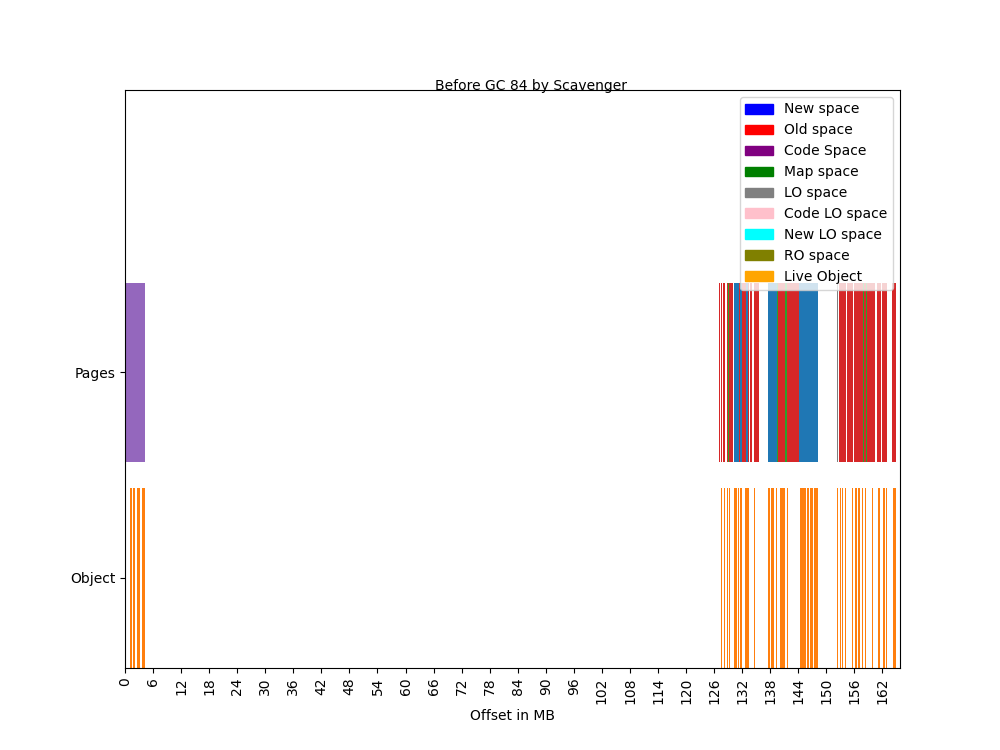 Before GC 84 by Scavenger
New space
Old space
Code Space
Map space
LO space
Code LO space
New LO space
RO space
Live Object
Pages
Object
0 6 12 18 24 30 36 42 48 54 60 66 72 78 84 90 96 102 108 114 120 126 132 138 144 150 156 162
Offset in MB